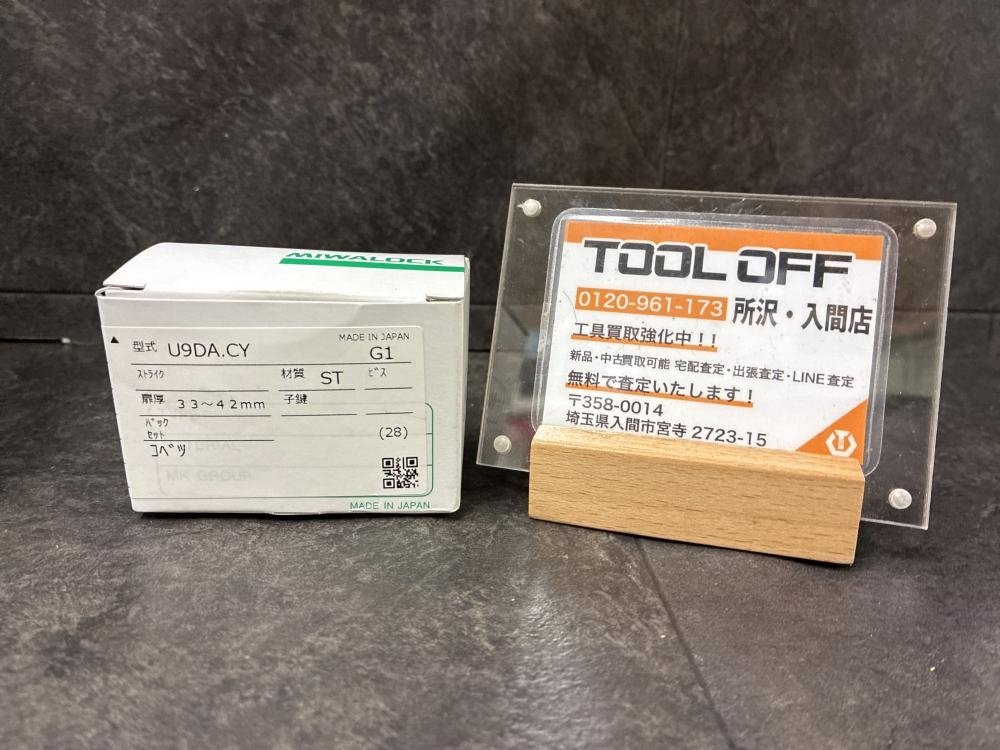 MIWALOCK
MADE IN JAPAN
型式 U9DA.CY G1
ストライク 材質 ST ビス
扉厚 33～42mm 子鍵
バック
セット (28)
コベツ
MK GROUP
MADE IN JAPAN
TOOL OFF
0120-961-173 所沢・入間店
工具買取強化中！！
新品・中古買取可能 宅配査定・出張査定・LINE査定
無料で査定いたします！
〒358-0014
埼玉県入間市宮寺 2723-15